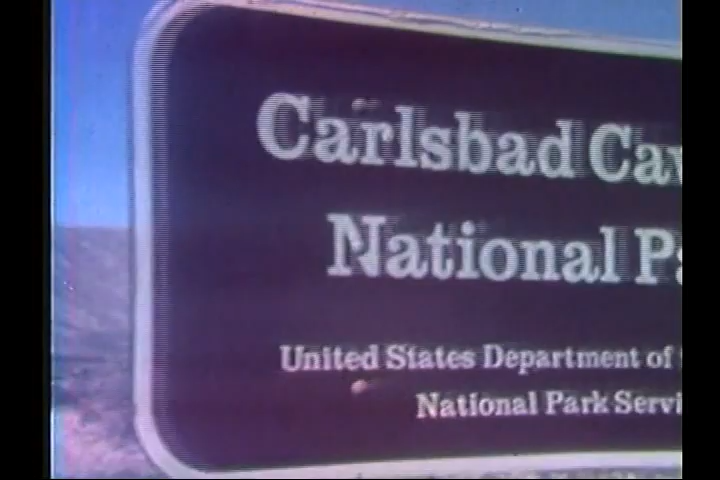 Carlsbad Cav
National Pa
United States Department of
National Park Servi